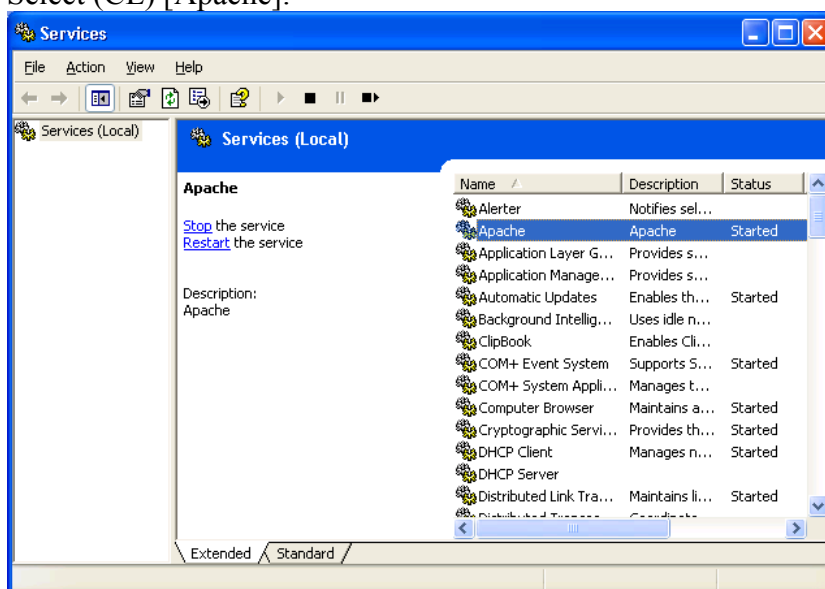 Select (CL) [Apache].
Services
File Action View Help
Services (Local)
Services (Local)
Apache
Stop the service
Restart the service
Description:
Apache
Name Description Status
Alerter Notifies sel...
Apache Apache Started
Application Layer G... Provides s...
Application Manage... Provides s...
Automatic Updates Enables th... Started
Background Intellig... Uses idle n...
ClipBook Enables Cli...
COM+ Event System Supports S... Started
COM+ System Appli... Manages t...
Computer Browser Maintains a... Started
Cryptographic Servi... Provides th... Started
DHCP Client Manages n... Started
DHCP Server
Distributed Link Tra... Maintains li... Started
Extended Standard